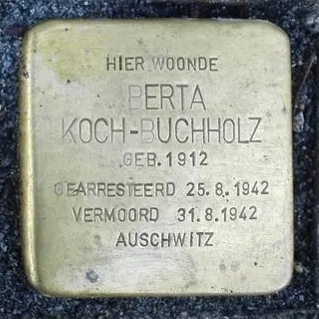 HIER WOONDE
BERTA
KOCH-BUCHHOLZ
GEB. 1912
GEARRESTEERD 25.8.1942
VERMOORD 31.8.1942
AUSCHWITZ